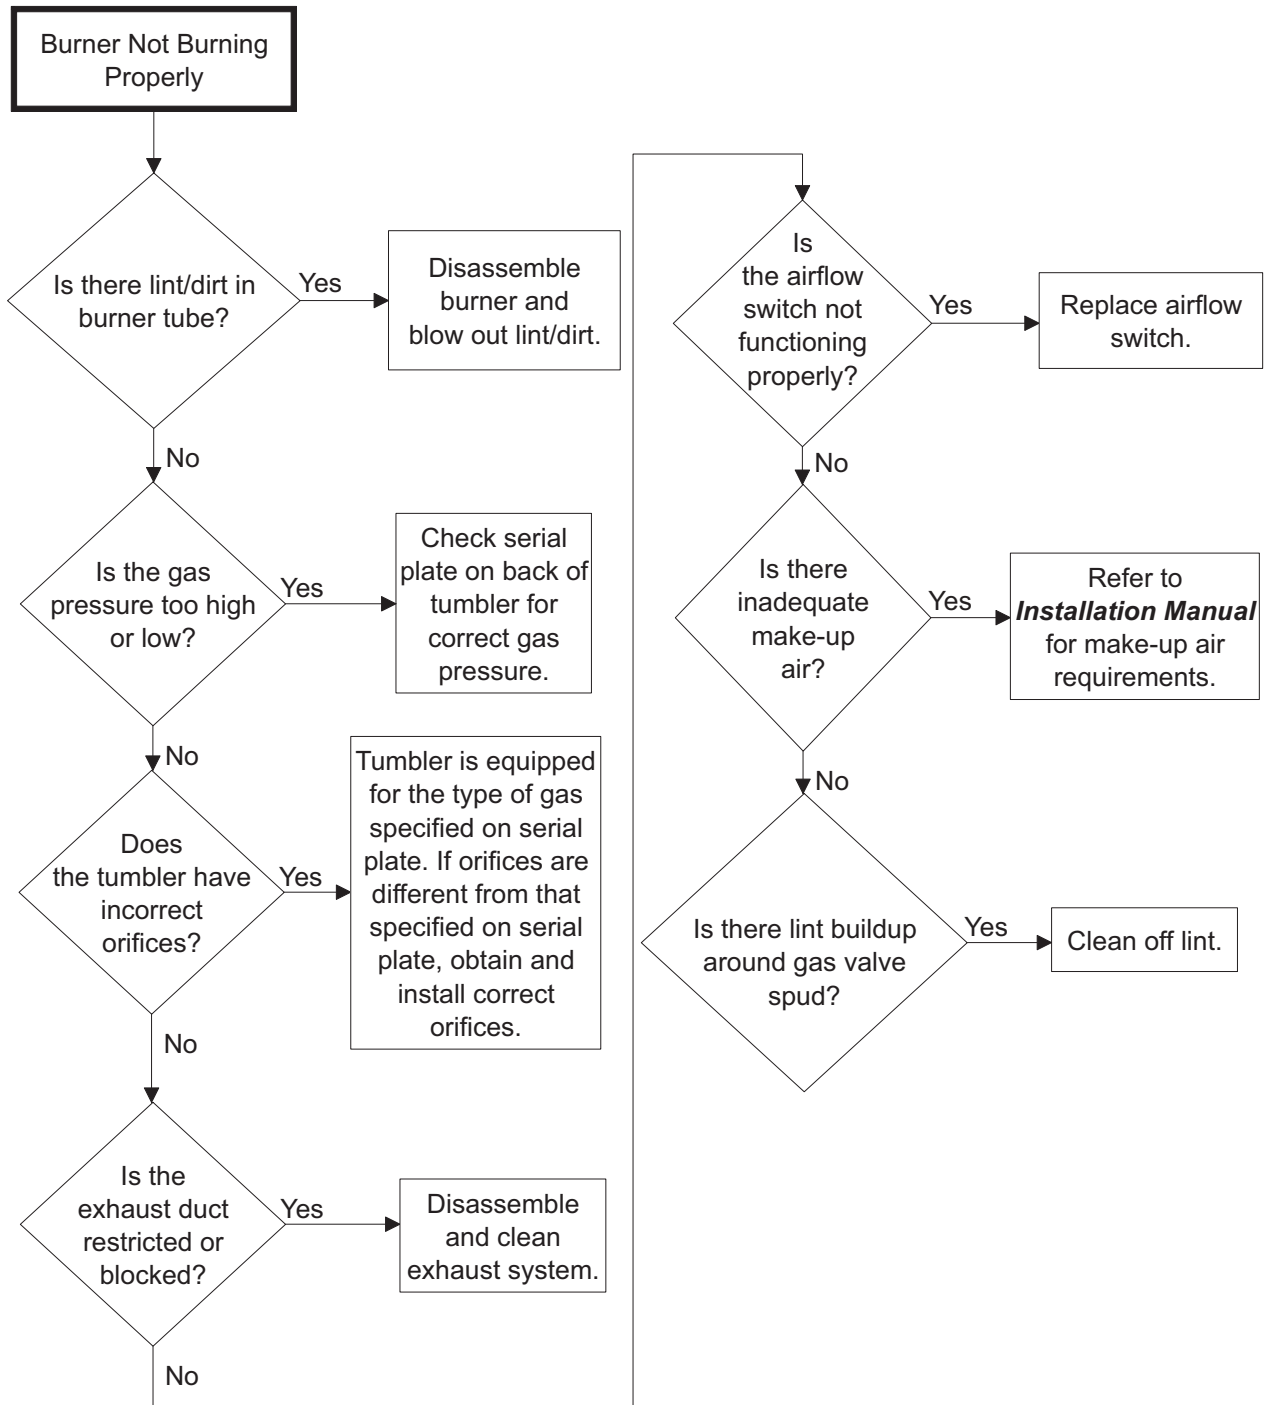 Burner Not Burning
Properly
Is there lint/dirt in
burner tube?
Yes
Disassemble
burner and
blow out lint/dirt.
No
Is the gas
pressure too high
or low?
Yes
Check serial
plate on back of
tumbler for
correct gas
pressure.
No
Does
the tumbler have
incorrect
orifices?
Yes
Tumbler is equipped
for the type of gas
specified on serial
plate. If orifices are
different from that
specified on serial
plate, obtain and
install correct
orifices.
No
Is the
exhaust duct
restricted or
blocked?
Yes
Disassemble
and clean
exhaust system.
No
Is
the airflow
switch not
functioning
properly?
Yes
Replace airflow
switch.
No
Is there
inadequate
make-up
air?
Yes
Refer to
Installation Manual
for make-up air
requirements.
No
Is there lint buildup
around gas valve
spud?
Yes
Clean off lint.